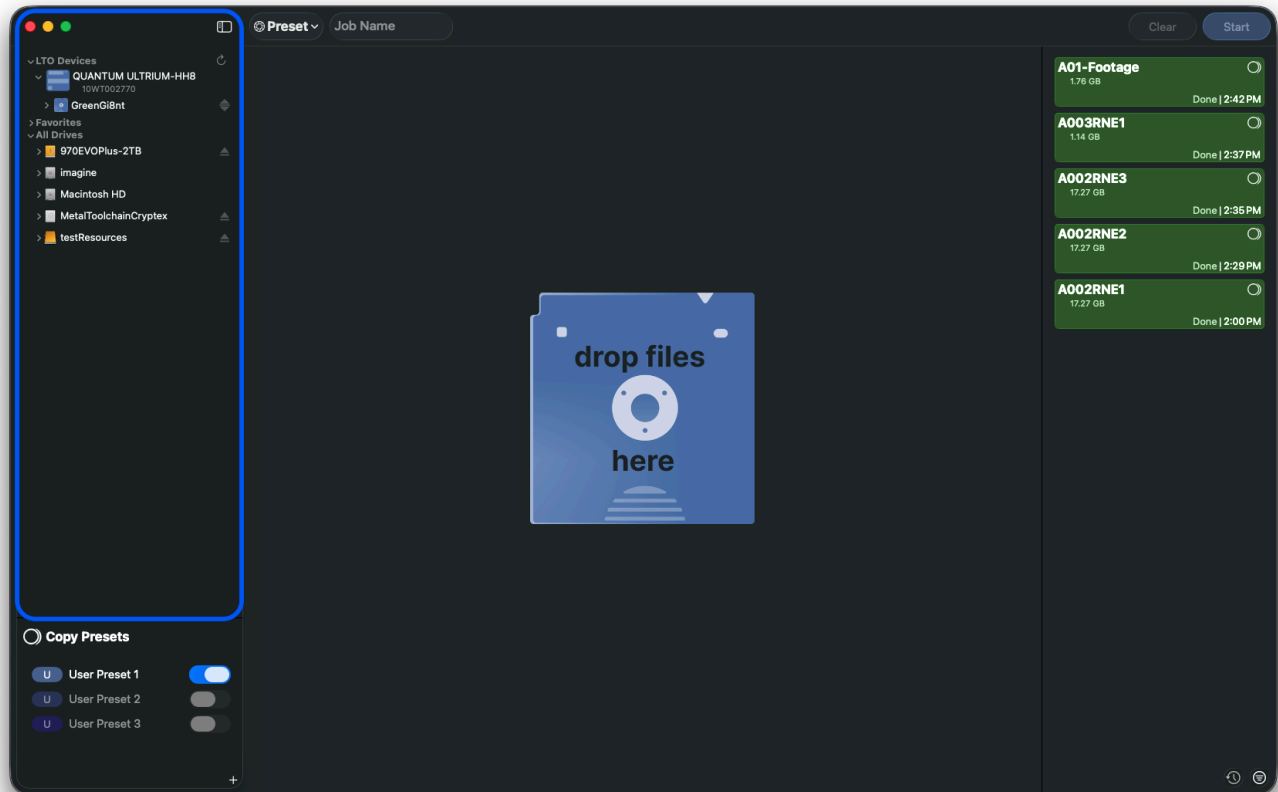 Preset
Job Name
Clear
Start
LTO Devices
QUANTUM ULTRIUM-HH8
10WT002770
GreenGi8nt
Favorites
All Drives
970EVOPlus-2TB
imagine
Macintosh HD
MetalToolchainCryptex
testResources
Copy Presets
U User Preset 1
U User Preset 2
U User Preset 3
+
drop files
here
A01-Footage
1.76 GB
Done | 2:42 PM
A003RNE1
1.14 GB
Done | 2:37 PM
A002RNE3
17.27 GB
Done | 2:35 PM
A002RNE2
17.27 GB
Done | 2:29 PM
A002RNE1
17.27 GB
Done | 2:00 PM